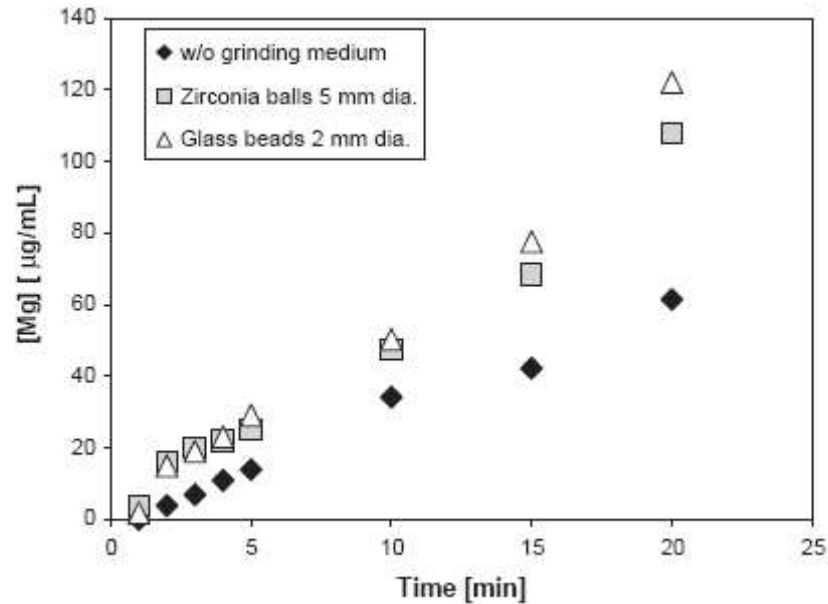 140
120
100
80
60
40
20
0
[Mg] [ µg/mL]
w/o grinding medium
Zirconia balls 5 mm dia.
Glass beads 2 mm dia.
0 5 10 15 20 25
Time [min]